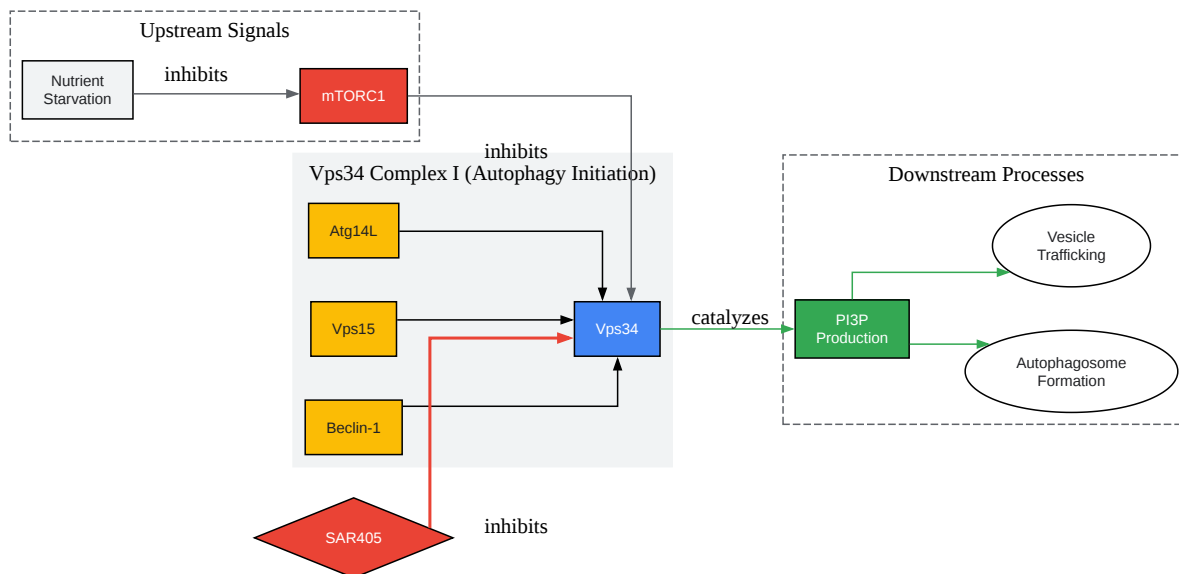 Upstream Signals
Nutrient
Starvation
inhibits
mTORC1
inhibits
Vps34 Complex I (Autophagy Initiation)
Atg14L
Vps15
Beclin-1
Vps34
SAR405
inhibits
catalyzes
Downstream Processes
Vesicle
Trafficking
PI3P
Production
Autophagosome
Formation